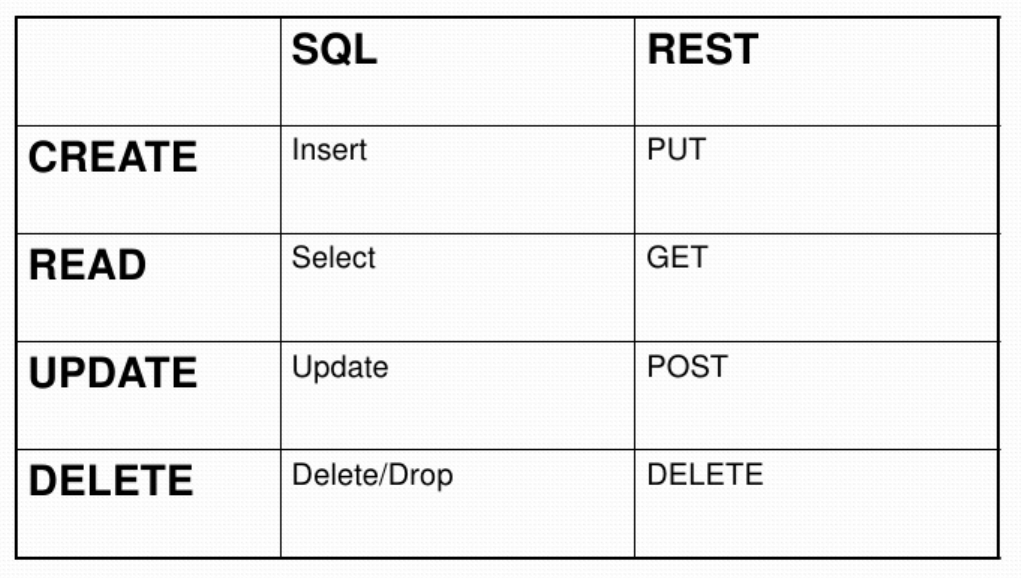 SQL REST
CREATE Insert PUT
READ Select GET
UPDATE Update POST
DELETE Delete/Drop DELETE